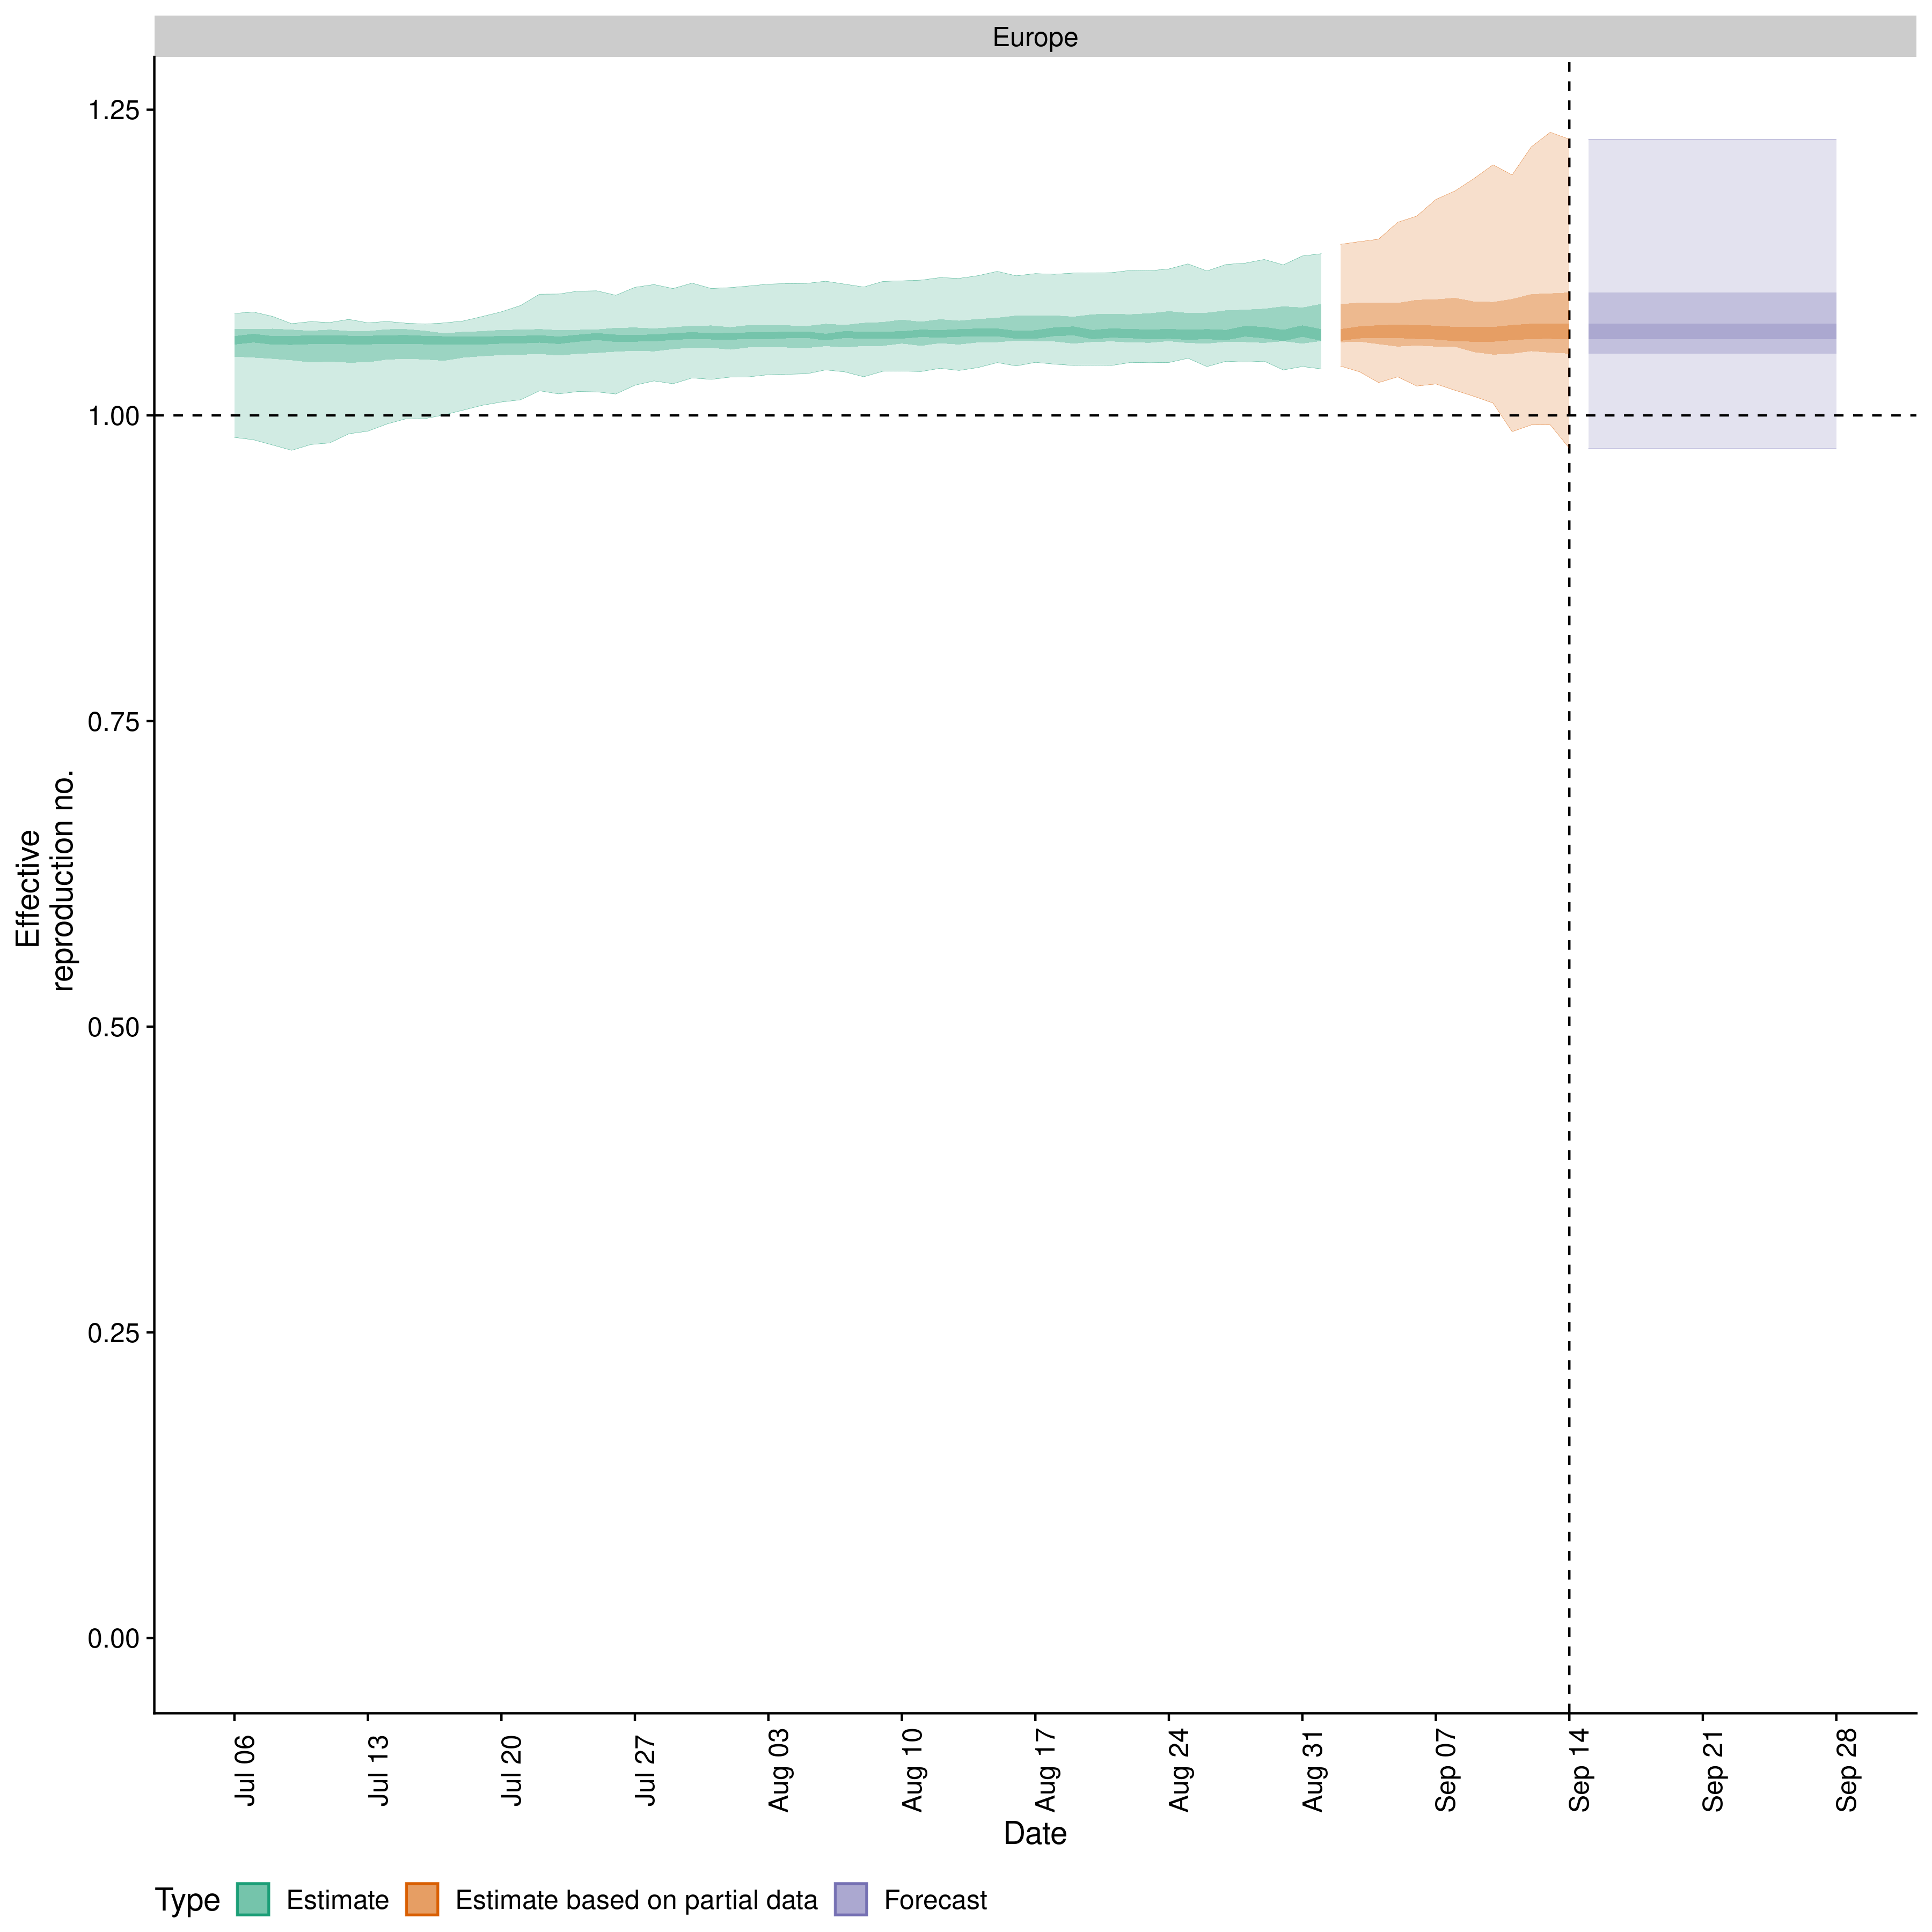 Europe
1.25
1.00
0.75
0.50
0.25
0.00
Effective
reproduction no.
Jul 06
Jul 13
Jul 20
Jul 27
Aug 03
Aug 10
Aug 17
Aug 24
Aug 31
Sep 07
Sep 14
Sep 21
Sep 28
Date
Type Estimate Estimate based on partial data Forecast